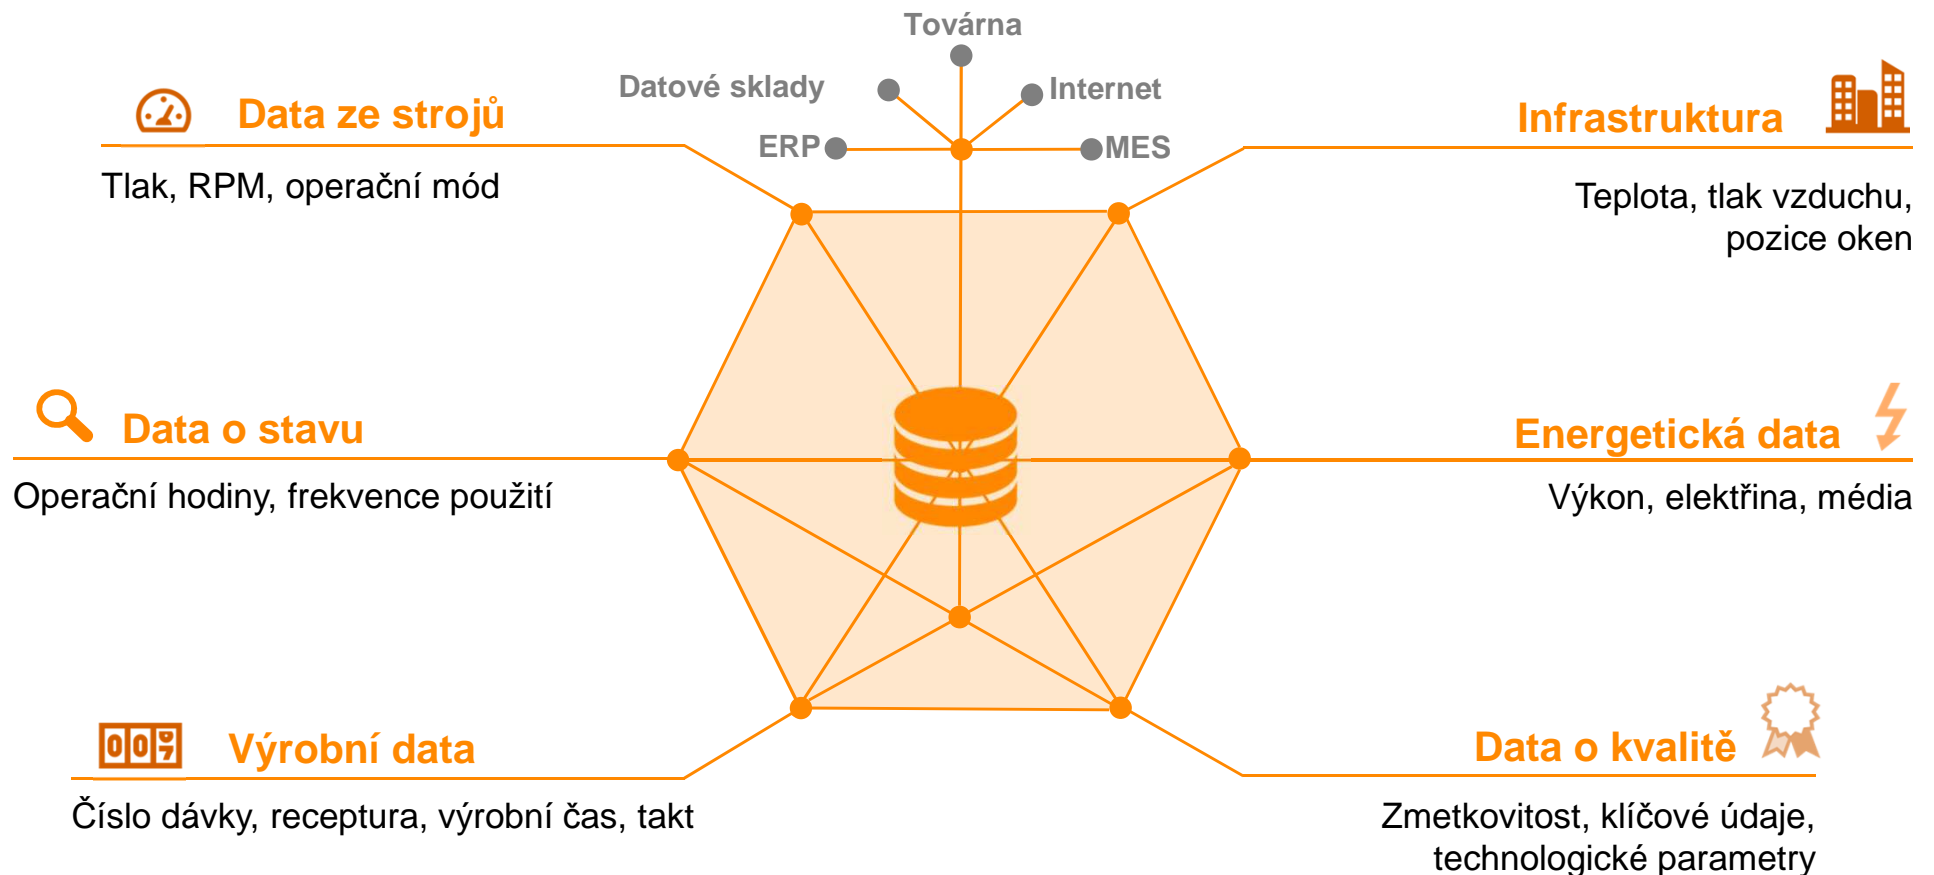 Továrna
Datové sklady
Internet
ERP
MES
Data ze strojů
Tlak, RPM, operační mód
Infrastruktura
Teplota, tlak vzduchu,
pozice oken
Data o stavu
Operační hodiny, frekvence použití
Energetická data
Výkon, elektřina, média
007
Výrobní data
Číslo dávky, receptura, výrobní čas, takt
Data o kvalitě
Zmetkovitost, klíčové údaje,
technologické parametry